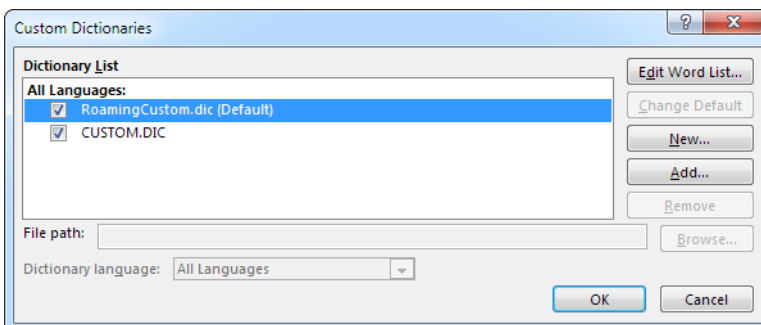 Custom Dictionaries
Dictionary List
All Languages:
RoamingCustom.dic (Default)
CUSTOM.DIC
Edit Word List...
Change Default
New...
Add...
Remove
File path:
Browse...
Dictionary language: All Languages
OK Cancel